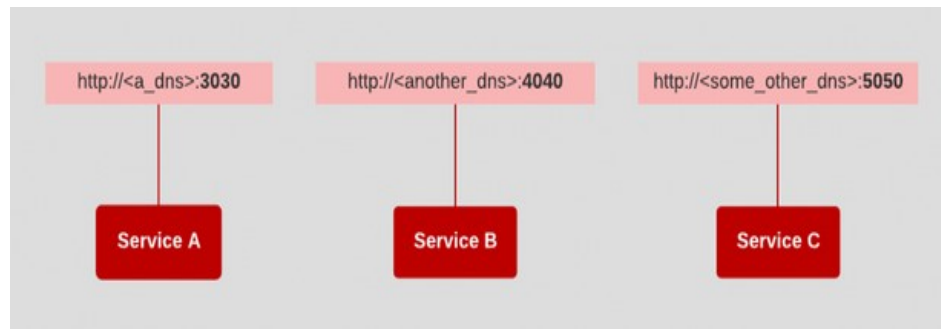 http://<a_dns>:3030
http://<another_dns>:4040
http://<some_other_dns>:5050
Service A
Service B
Service C